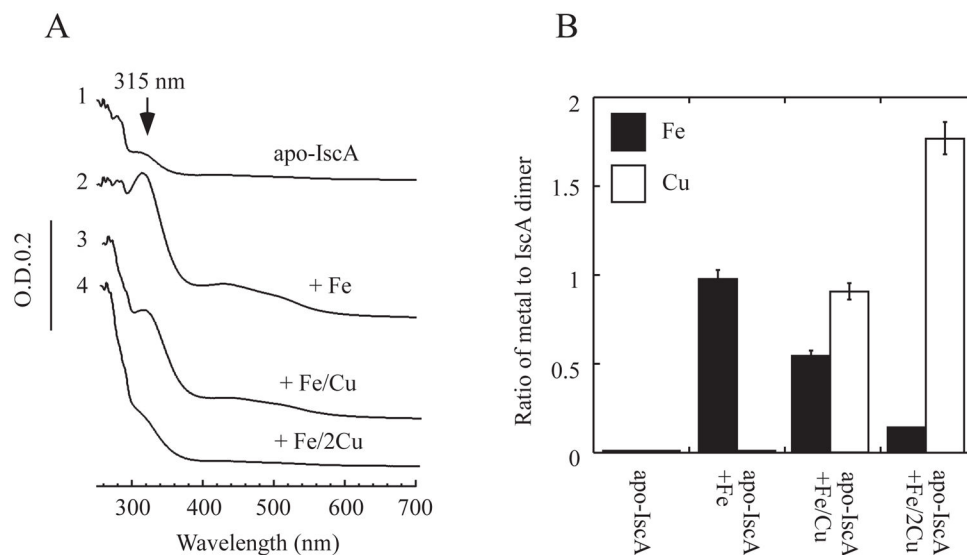 A
315 nm
1
apo-IscA
2
+ Fe
3
+ Fe/Cu
4
+ Fe/2Cu
O.D.0.2
300 400 500 600 700
Wavelength (nm)
B
Ratio of metal to IscA dimer
2
1.5
1
0.5
0
Fe
Cu
apo-IscA
apo-IscA
+Fe
apo-IscA
+Fe/Cu
apo-IscA
+Fe/2Cu